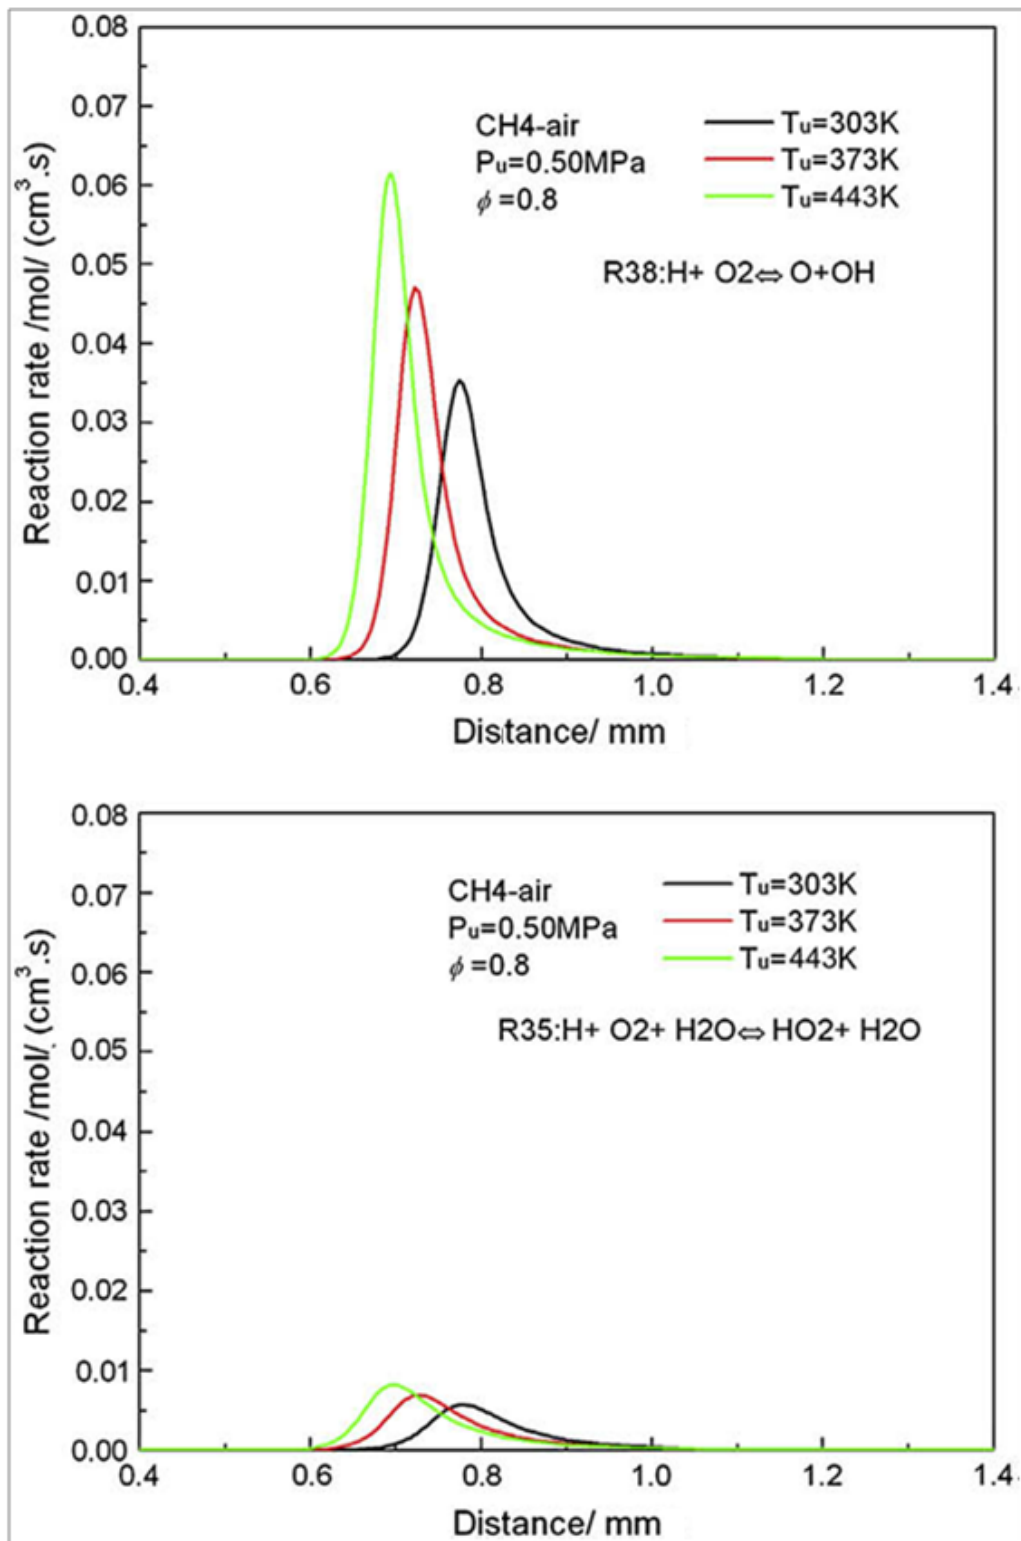 0.08
0.07
0.06
0.05
0.04
0.03
0.02
0.01
0.00
Reaction rate /mol/ (cm³.s)
CH4-air
Pu=0.50MPa
ϕ=0.8
Tu=303K
Tu=373K
Tu=443K
R38:H+ O2⇔ O+OH
0.4 0.6 0.8 1.0 1.2 1.4
Distance/ mm
0.08
0.07
0.06
0.05
0.04
0.03
0.02
0.01
0.00
Reaction rate /mol/ (cm³.s)
CH4-air
Pu=0.50MPa
ϕ=0.8
Tu=303K
Tu=373K
Tu=443K
R35:H+ O2+ H2O⇔ HO2+ H2O
0.4 0.6 0.8 1.0 1.2 1.4
Distance/ mm